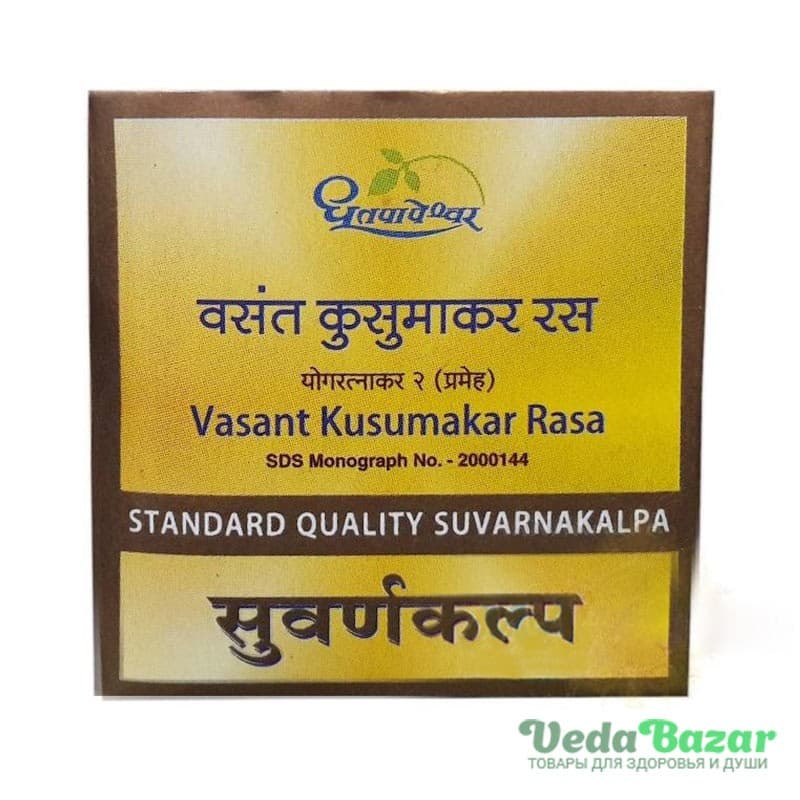 धूतपापेश्वर
वसंत कुसुमाकर रस
योगरत्नाकर २ (प्रमेह)
Vasant Kusumakar Rasa
SDS Monograph No. - 2000144
STANDARD QUALITY SUVARNAKALPA
सुवर्णकल्प
VedaBazar
ТОВАРЫ ДЛЯ ЗДОРОВЬЯ И ДУШИ